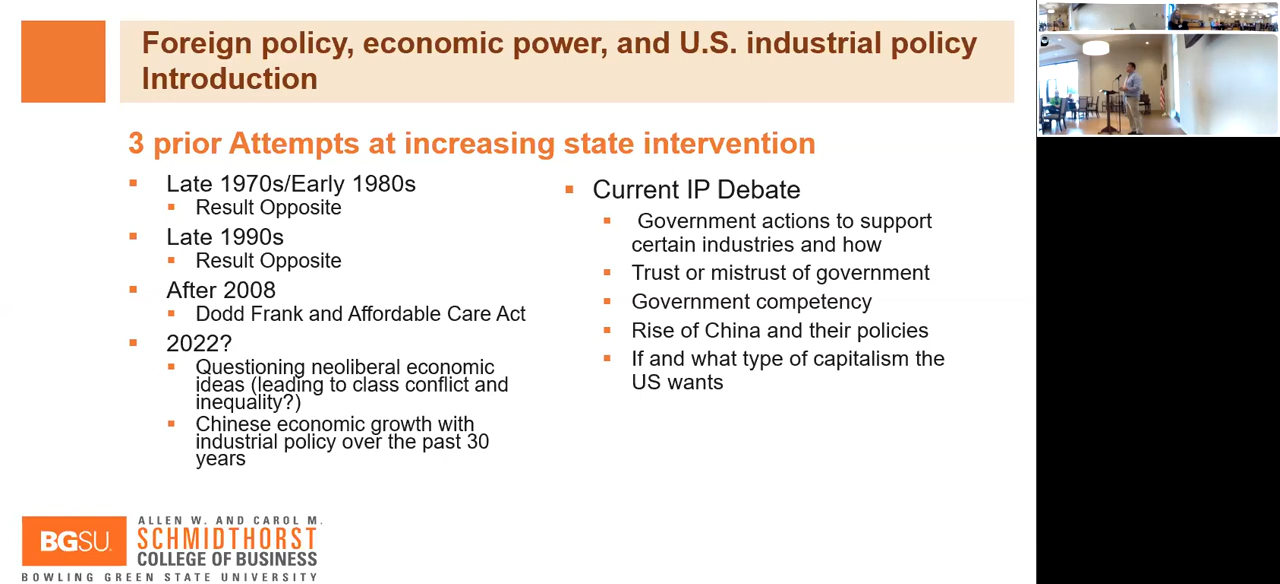 Foreign policy, economic power, and U.S. industrial policy
Introduction
3 prior Attempts at increasing state intervention
Late 1970s/Early 1980s
Result Opposite
Late 1990s
Result Opposite
After 2008
Dodd Frank and Affordable Care Act
2022?
Questioning neoliberal economic
ideas (leading to class conflict and
inequality?)
Chinese economic growth with
industrial policy over the past 30
years
Current IP Debate
Government actions to support
certain industries and how
Trust or mistrust of government
Government competency
Rise of China and their policies
If and what type of capitalism the
US wants
BGSU.
ALLEN W. AND CAROL M.
SCHMIDTHORST
COLLEGE OF BUSINESS
BOWLING GREEN STATE UNIVERSITY